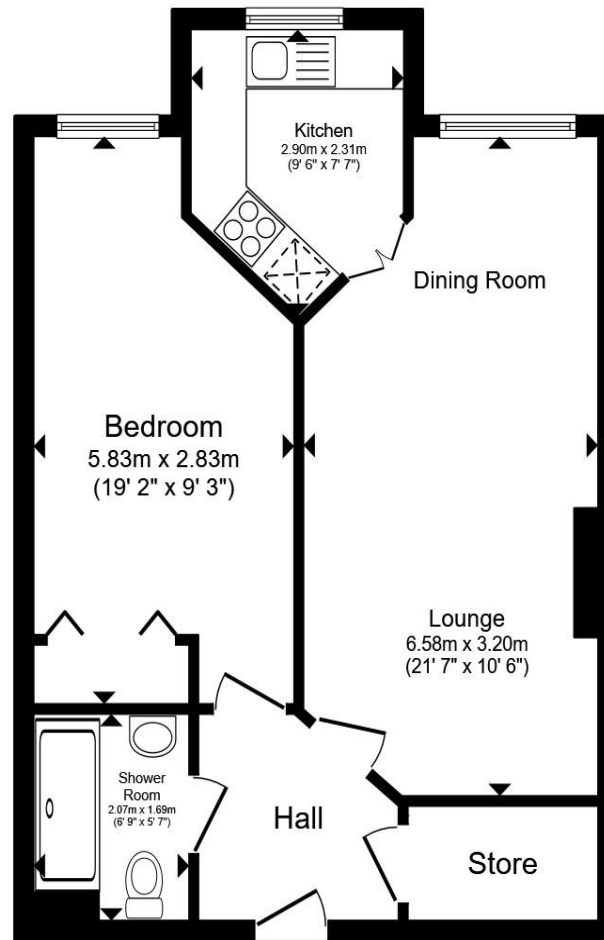 Kitchen
2.90m x 2.31m
(9' 6" x 7' 7")
Dining Room
Bedroom
5.83m x 2.83m
(19' 2" x 9' 3")
Lounge
6.58m x 3.20m
(21' 7" x 10' 6")
Shower
Room
2.07m x 1.69m
(6' 9" x 5' 7")
Hall
Store